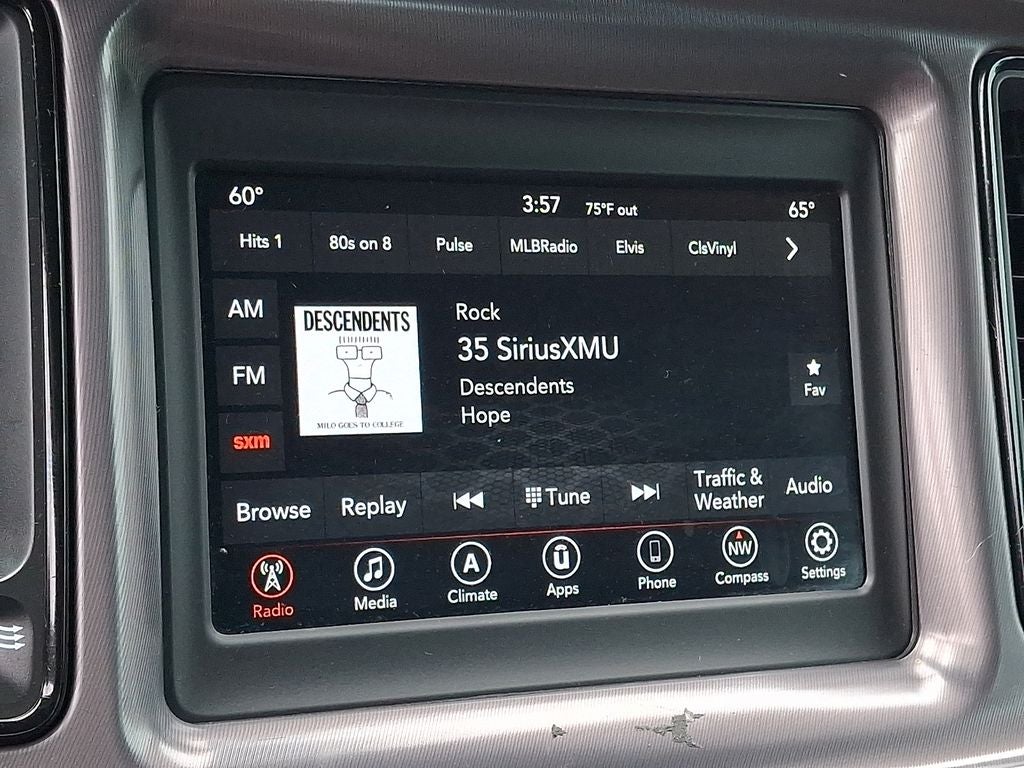 60° 3:57 75°F out 65°
Hits 1 80s on 8 Pulse MLBRadio Elvis ClsVinyl
AM
FM
sxm
DESCENDENTS
MILO GOES TO COLLEGE
Rock
35 SiriusXMU
Descendents
Hope
Fav
Browse Replay Tune Traffic &
Weather Audio
A NW
Radio Media Climate Apps Phone Compass Settings